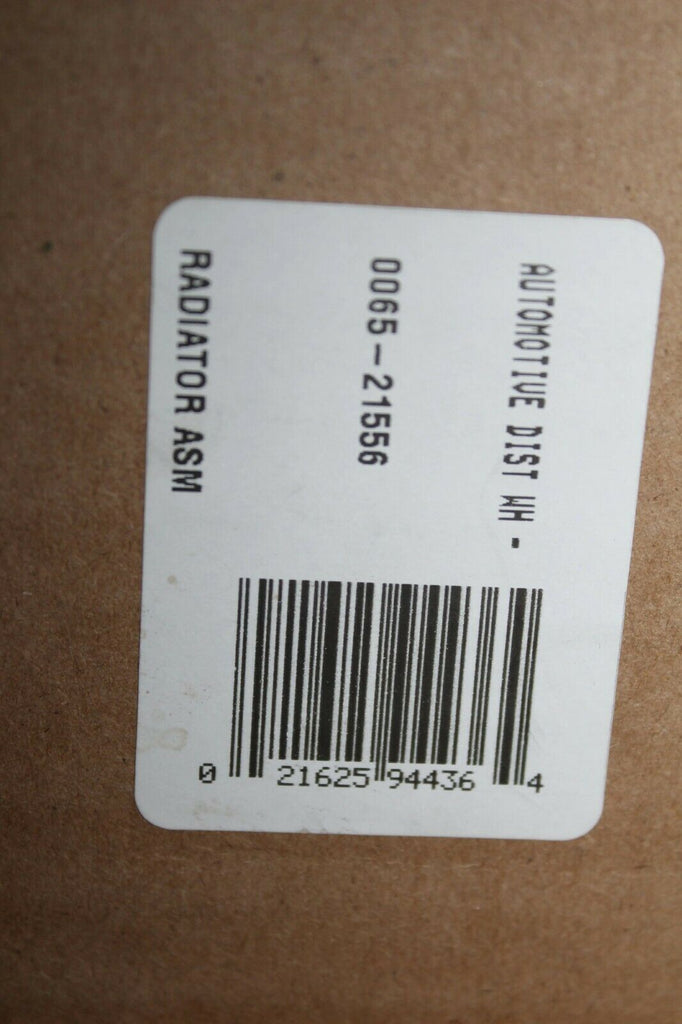 AUTOMOTIVE DIST WH -
0065-21556
RADIATOR ASM
0 21625 94436 4